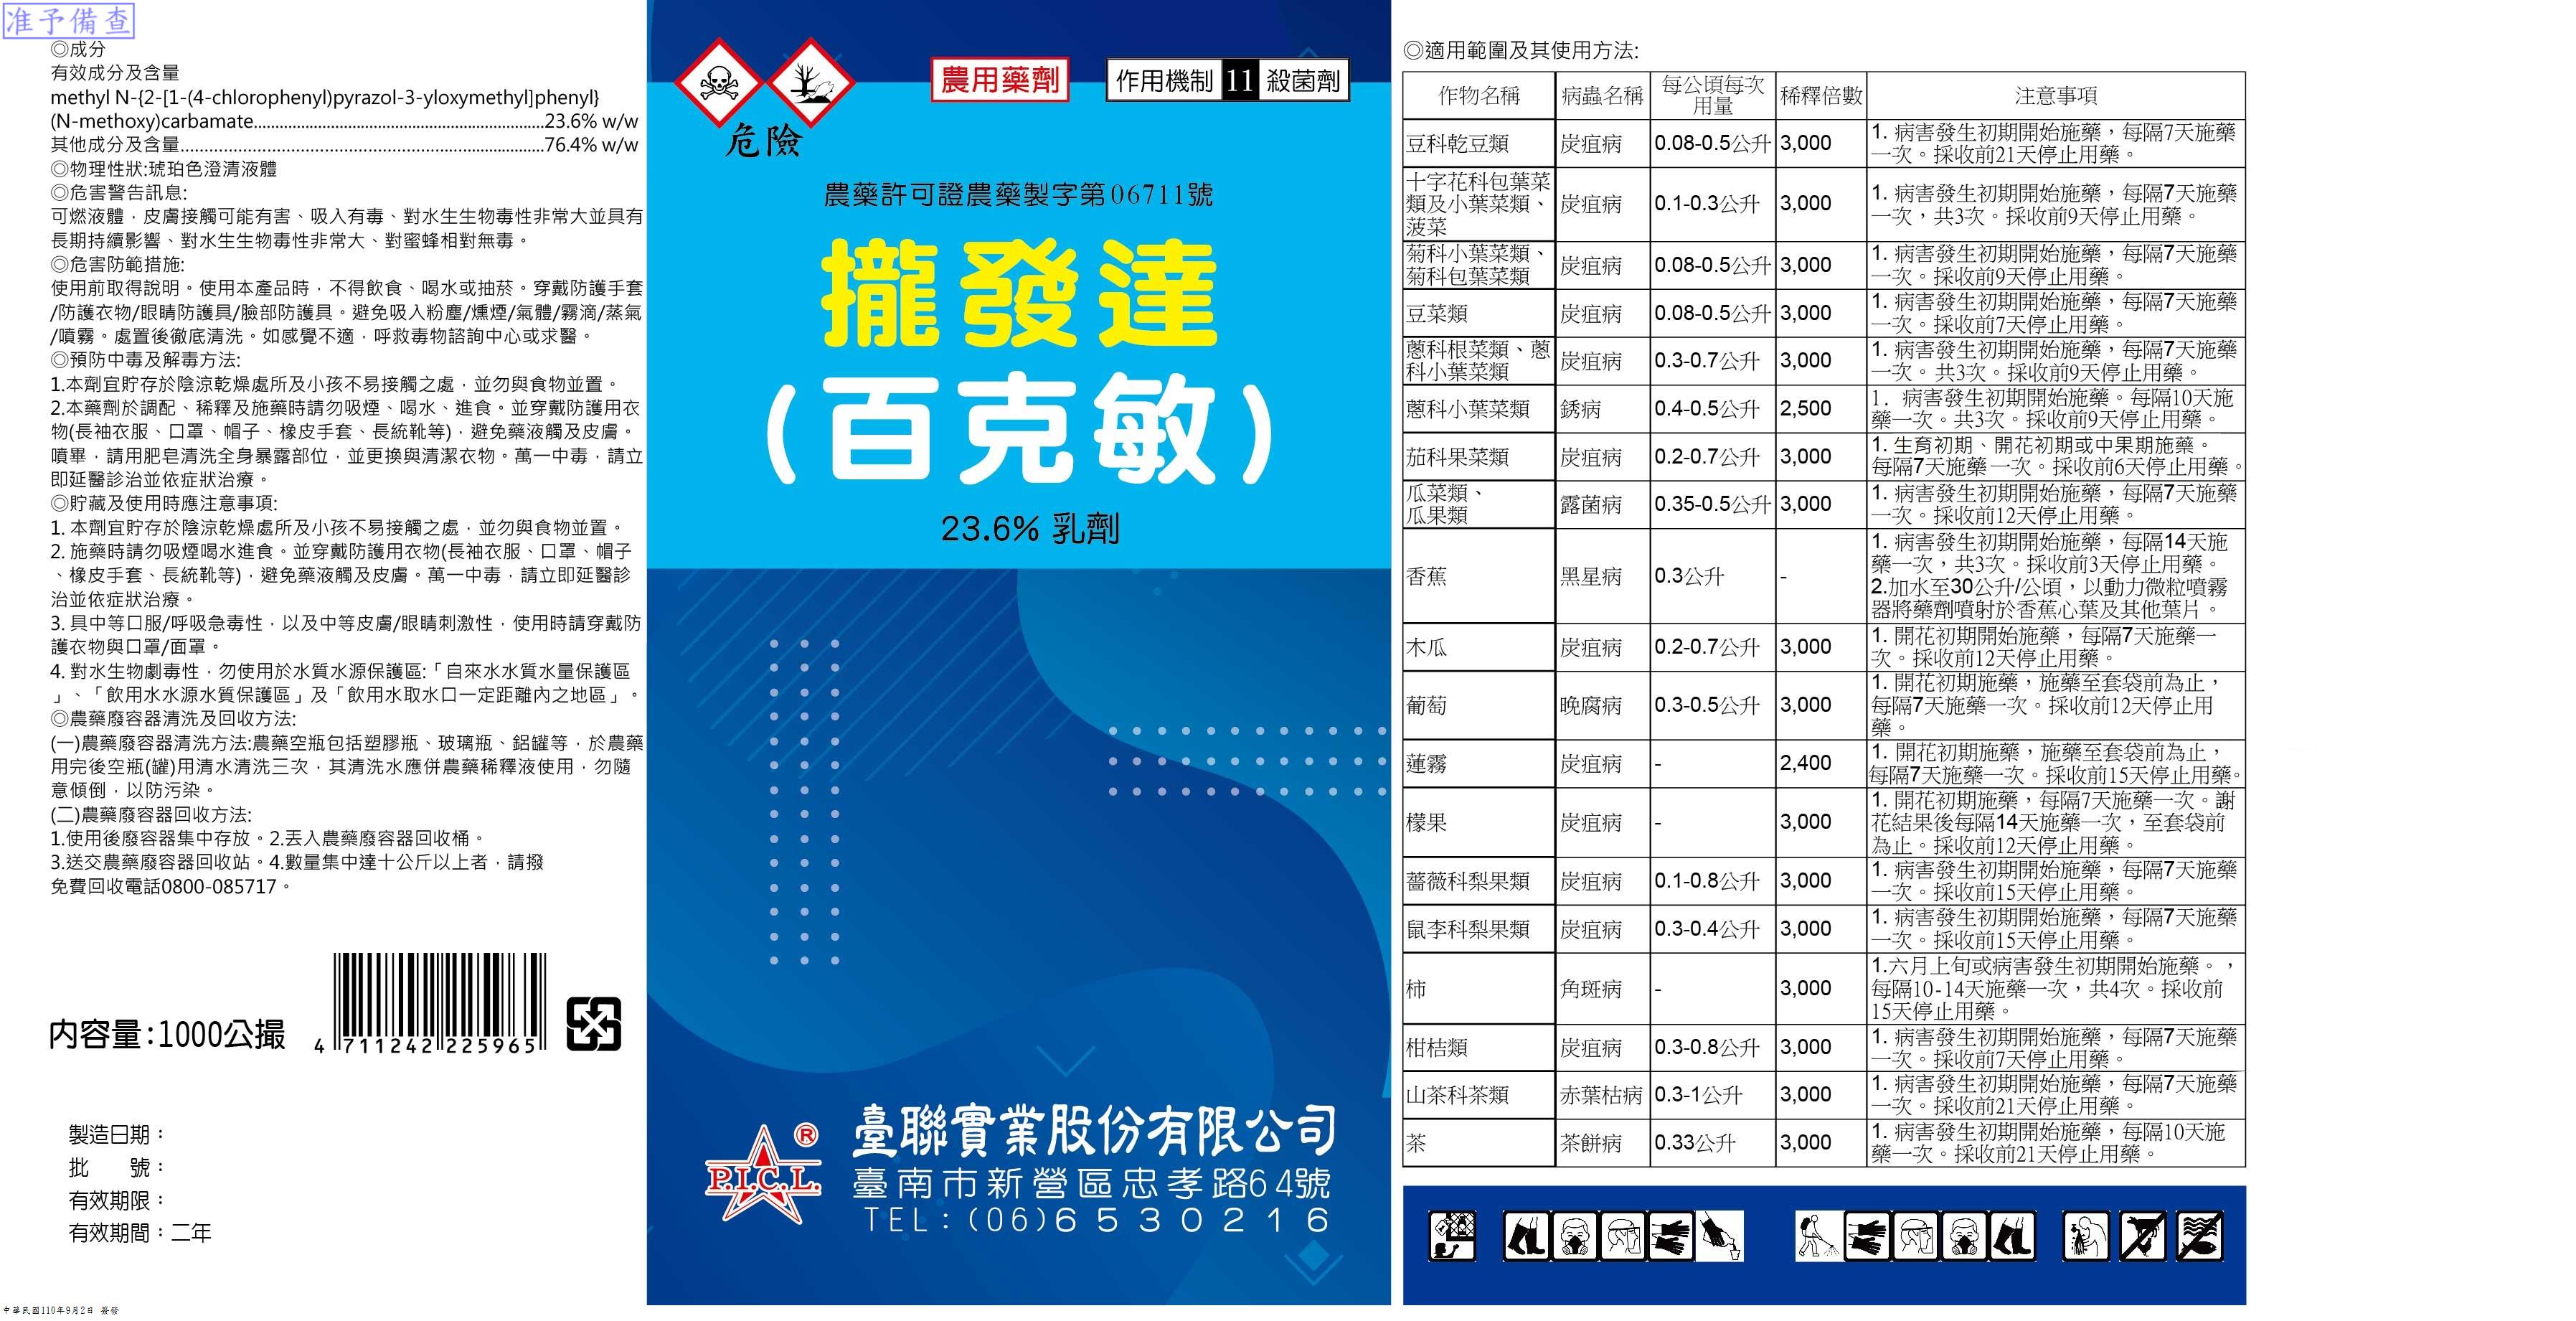 准予備查
◎成分
有效成分及含量
methyl N-{2-[1-(4-chlorophenyl)pyrazol-3-yloxymethyl]phenyl}
(N-methoxy)carbamate....................................................................23.6% w/w
其他成分及含量....................................................................................76.4% w/w
◎物理性狀:琥珀色澄清液體
◎危害警告訊息:
可燃液體，皮膚接觸可能有害、吸入有毒、對水生生物毒性非常大並具有
長期持續影響、對水生生物毒性非常大、對蜜蜂相對無毒。
◎危害防範措施:
使用前取得說明。使用本產品時，不得飲食、喝水或抽菸。穿戴防護手套
/防護衣物/眼睛防護具/臉部防護具。避免吸入粉塵/燻煙/氣體/霧滴/蒸氣
/噴霧。處置後徹底清洗。如感覺不適，呼救毒物諮詢中心或求醫。
◎預防中毒及解毒方法:
1.本劑宜貯存於陰涼乾燥處所及小孩不易接觸之處，並勿與食物並置。
2.本藥劑於調配、稀釋及施藥時請勿吸煙、喝水、進食。並穿戴防護用衣
物(長袖衣服、口罩、帽子、橡皮手套、長統靴等)，避免藥液觸及皮膚。
噴畢，請用肥皂清洗全身暴露部位，並更換與清潔衣物。萬一中毒，請立
即延醫診治並依症狀治療。
◎貯藏及使用時應注意事項:
1. 本劑宜貯存於陰涼乾燥處所及小孩不易接觸之處，並勿與食物並置。
2. 施藥時請勿吸煙喝水進食。並穿戴防護用衣物(長袖衣服、口罩、帽子
、橡皮手套、長統靴等)，避免藥液觸及皮膚。萬一中毒，請立即延醫診
治並依症狀治療。
3. 具中等口服/呼吸急毒性，以及中等皮膚/眼睛刺激性，使用時請穿戴防
護衣物與口罩/面罩。
4. 對水生物劇毒性，勿使用於水質水源保護區:「自來水水質水量保護區
」、「飲用水水源水質保護區」及「飲用水取水口一定距離內之地區」。
◎農藥廢容器清洗及回收方法:
(一)農藥廢容器清洗方法:農藥空瓶包括塑膠瓶、玻璃瓶、鋁罐等，於農藥
用完後空瓶(罐)用清水清洗三次，其清洗水應併農藥稀釋液使用，勿隨
意傾倒，以防污染。
(二)農藥廢容器回收方法:
1.使用後廢容器集中存放。2.丟入農藥廢容器回收桶。
3.送交農藥廢容器回收站。4.數量集中達十公斤以上者，請撥
免費回收電話0800-085717。
內容量:1000公撮
4 711242 225965
製造日期：
批　　號：
有效期限：
有效期間：二年
中華民國110年9月2日 簽發
危險
農用藥劑
作用機制 11 殺菌劑
農藥許可證農藥製字第06711號
攏發達
(百克敏)
23.6% 乳劑
P.I.C.L. ®
臺聯實業股份有限公司
臺南市新營區忠孝路64號
TEL：(06)6530216
◎適用範圍及其使用方法:
作物名稱 病蟲名稱 每公頃每次用量 稀釋倍數 注意事項
豆科乾豆類 炭疽病 0.08-0.5公升 3,000 1. 病害發生初期開始施藥，每隔7天施藥
一次。採收前21天停止用藥。
十字花科包葉菜類及小葉菜類、菠菜 炭疽病 0.1-0.3公升 3,000 1. 病害發生初期開始施藥，每隔7天施藥
一次，共3次。採收前9天停止用藥。
菊科小葉菜類、菊科包葉菜類 炭疽病 0.08-0.5公升 3,000 1. 病害發生初期開始施藥，每隔7天施藥
一次。採收前9天停止用藥。
豆菜類 炭疽病 0.08-0.5公升 3,000 1. 病害發生初期開始施藥，每隔7天施藥
一次。採收前7天停止用藥。
蔥科根菜類、蔥科小葉菜類 炭疽病 0.3-0.7公升 3,000 1. 病害發生初期開始施藥，每隔7天施藥
一次。共3次。採收前9天停止用藥。
蔥科小葉菜類 銹病 0.4-0.5公升 2,500 1. 病害發生初期開始施藥。每隔10天施
藥一次。共3次。採收前9天停止用藥。
茄科果菜類 炭疽病 0.2-0.7公升 3,000 1. 生育初期、開花初期或中果期施藥。
每隔7天施藥一次。採收前6天停止用藥。
瓜菜類、瓜果類 露菌病 0.35-0.5公升 3,000 1. 病害發生初期開始施藥，每隔7天施藥
一次。採收前12天停止用藥。
香蕉 黑星病 0.3公升 - 1. 病害發生初期開始施藥，每隔14天施
藥一次，共3次。採收前3天停止用藥。
2.加水至30公升/公頃，以動力微粒噴霧
器將藥劑噴射於香蕉心葉及其他葉片。
木瓜 炭疽病 0.2-0.7公升 3,000 1. 開花初期開始施藥，每隔7天施藥一
次。採收前12天停止用藥。
葡萄 晚腐病 0.3-0.5公升 3,000 1. 開花初期施藥，施藥至套袋前為止，
每隔7天施藥一次。採收前12天停止用
藥。
蓮霧 炭疽病 - 2,400 1. 開花初期施藥，施藥至套袋前為止，
每隔7天施藥一次。採收前15天停止用藥。
檬果 炭疽病 - 3,000 1. 開花初期施藥，每隔7天施藥一次。謝
花結果後每隔14天施藥一次，至套袋前
為止。採收前12天停止用藥。
薔薇科梨果類 炭疽病 0.1-0.8公升 3,000 1. 病害發生初期開始施藥，每隔7天施藥
一次。採收前15天停止用藥。
鼠李科梨果類 炭疽病 0.3-0.4公升 3,000 1. 病害發生初期開始施藥，每隔7天施藥
一次。採收前15天停止用藥。
柿 角斑病 - 3,000 1.六月上旬或病害發生初期開始施藥。，
每隔10-14天施藥一次，共4次。採收前
15天停止用藥。
柑桔類 炭疽病 0.3-0.8公升 3,000 1. 病害發生初期開始施藥，每隔7天施藥
一次。採收前7天停止用藥。
山茶科茶類 赤葉枯病 0.3-1公升 3,000 1. 病害發生初期開始施藥，每隔7天施藥
一次。採收前21天停止用藥。
茶 茶餅病 0.33公升 3,000 1. 病害發生初期開始施藥，每隔10天施
藥一次。採收前21天停止用藥。